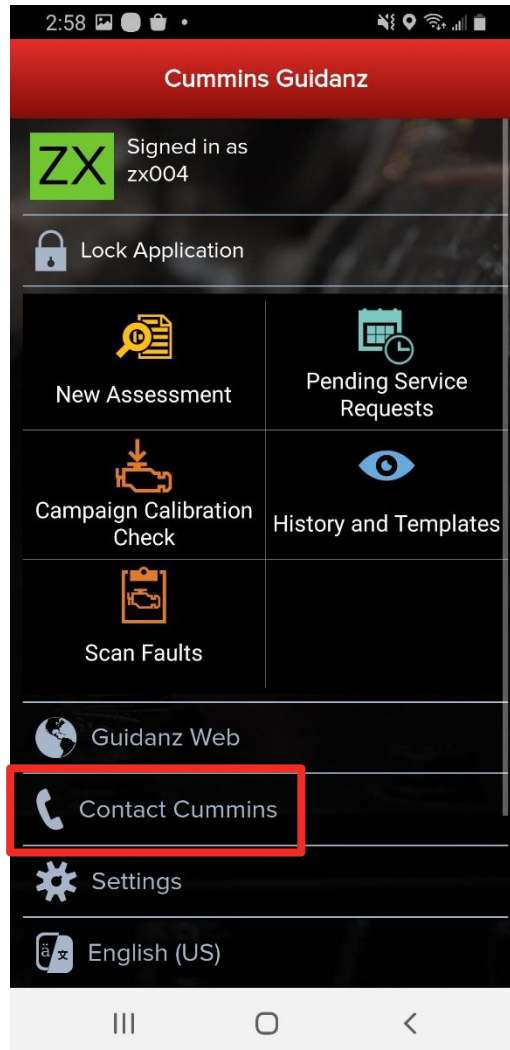 2:58
Cummins Guidanz
ZX
Signed in as
zx004
Lock Application
New Assessment
Pending Service
Requests
Campaign Calibration
Check
History and Templates
Scan Faults
Guidanz Web
Contact Cummins
Settings
ä 文
English (US)